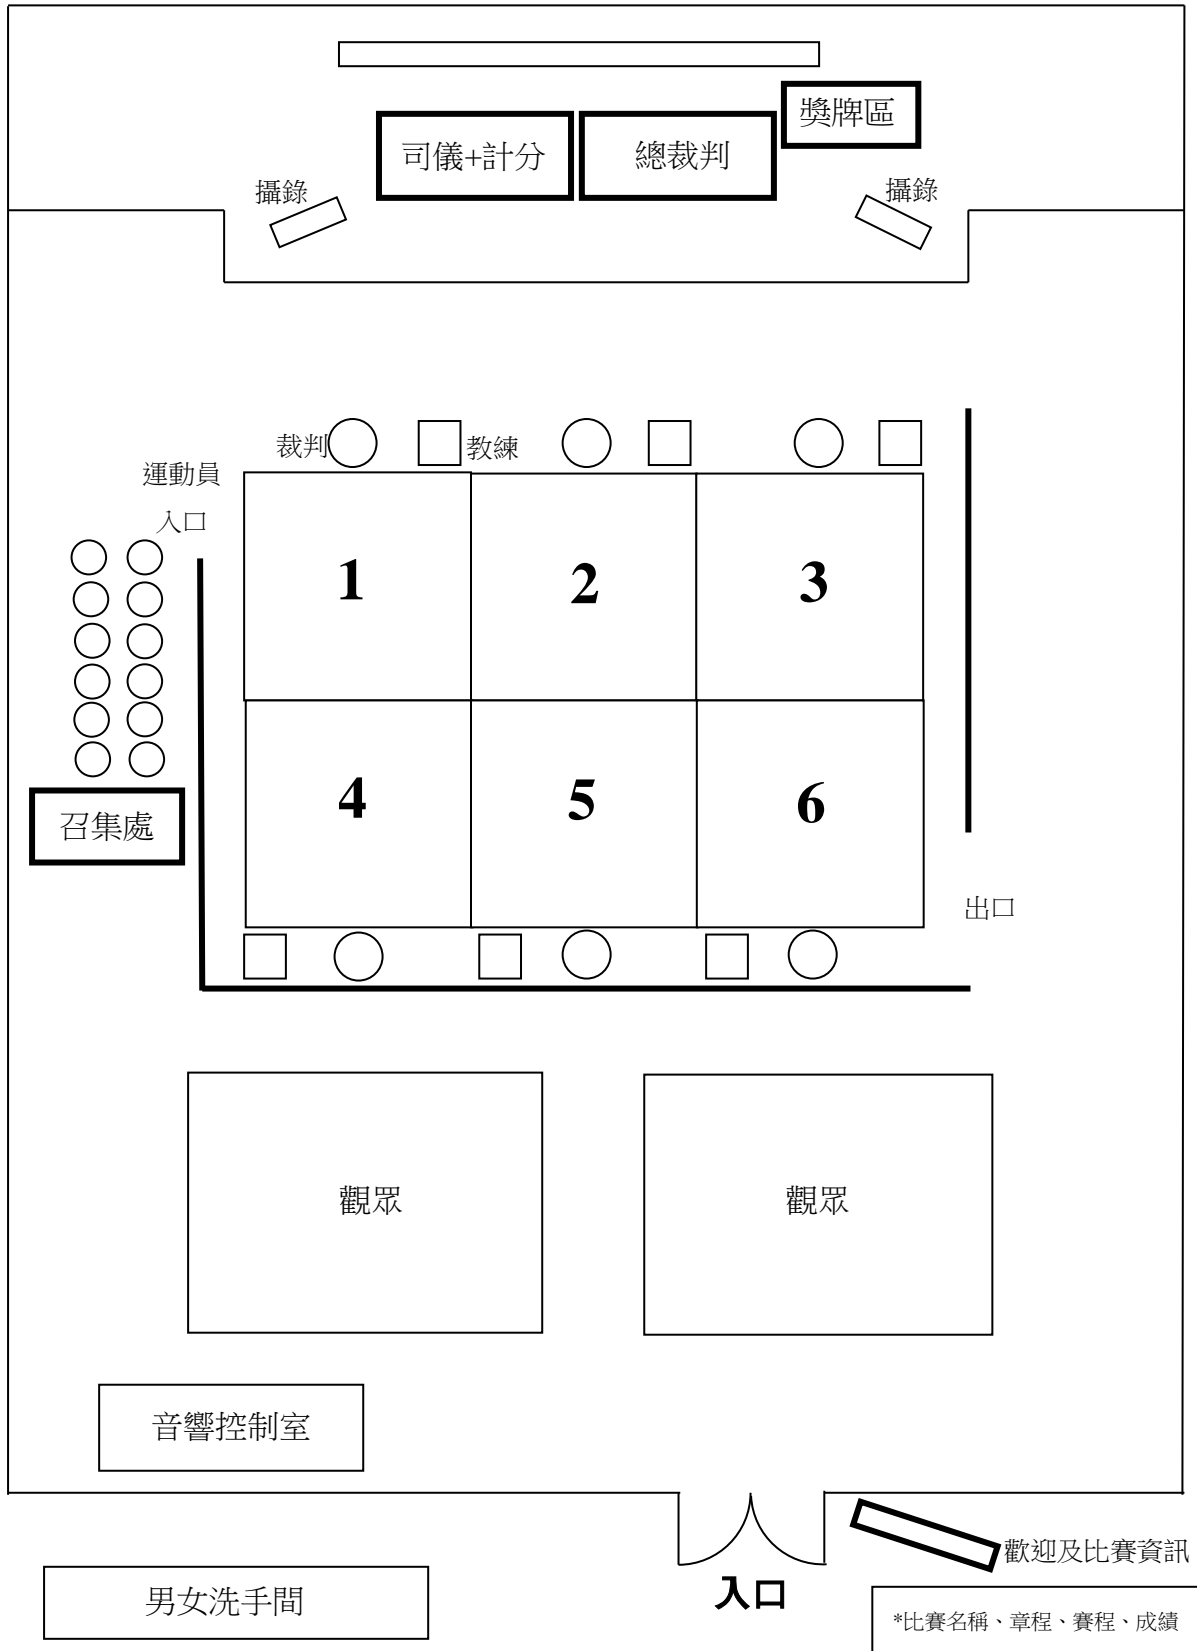 獎牌區
司儀+計分
總裁判
攝錄
攝錄
裁判
教練
運動員
入口
1
2
3
4
5
6
召集處
出口
觀眾
觀眾
音響控制室
歡迎及比賽資訊
入口
男女洗手間
*比賽名稱、章程、賽程、成績